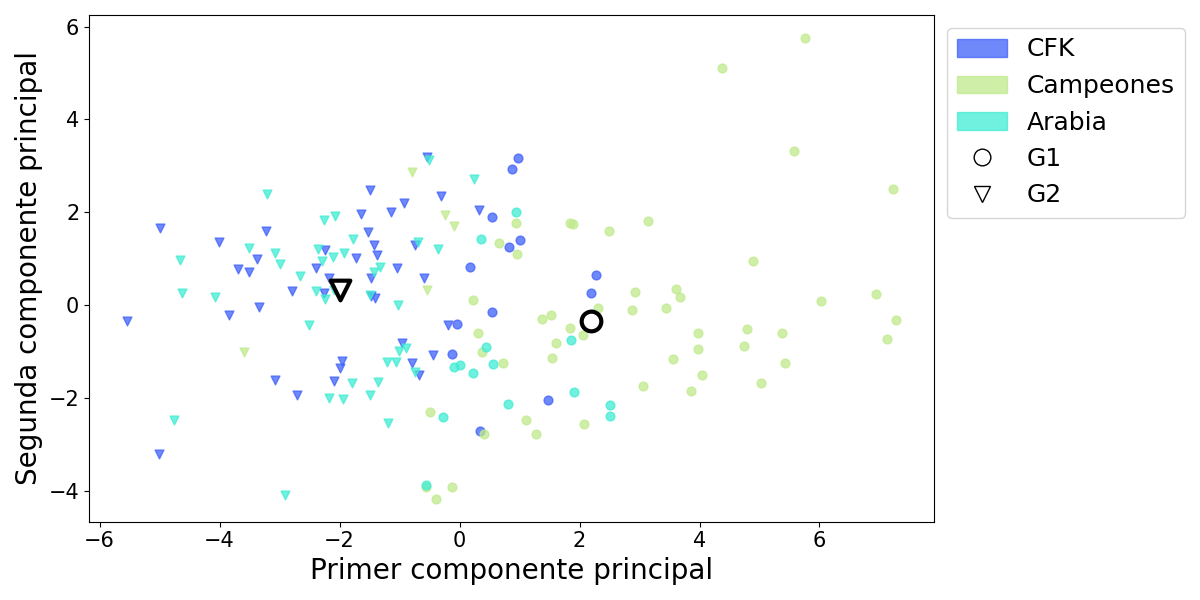 6
4
2
0
−2
−4
−6
−4
−2
0
2
4
6
Segunda componente principal
Primer componente principal
CFK
Campeones
Arabia
G1
G2